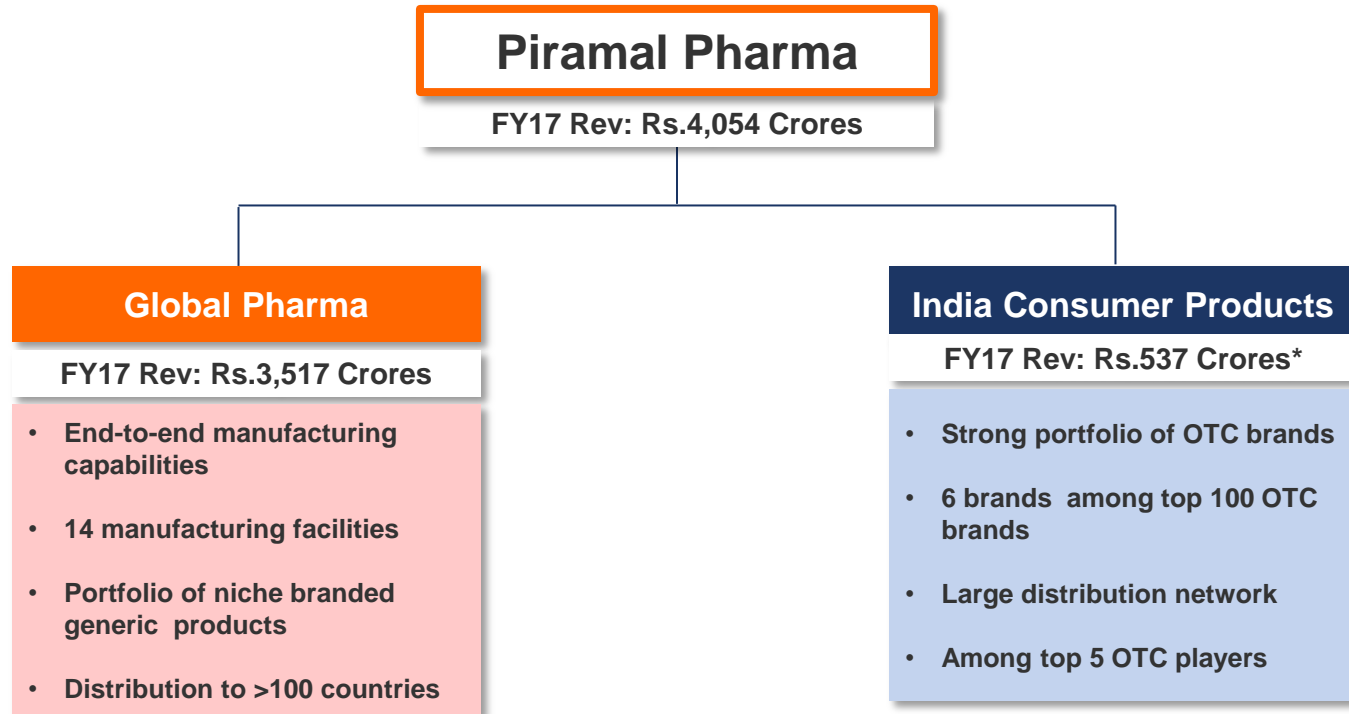 Piramal Pharma
FY17 Rev: Rs.4,054 Crores
Global Pharma
FY17 Rev: Rs.3,517 Crores
• End-to-end manufacturing
capabilities
• 14 manufacturing facilities
• Portfolio of niche branded
generic products
• Distribution to >100 countries
India Consumer Products
FY17 Rev: Rs.537 Crores*
• Strong portfolio of OTC brands
• 6 brands among top 100 OTC
brands
• Large distribution network
• Among top 5 OTC players